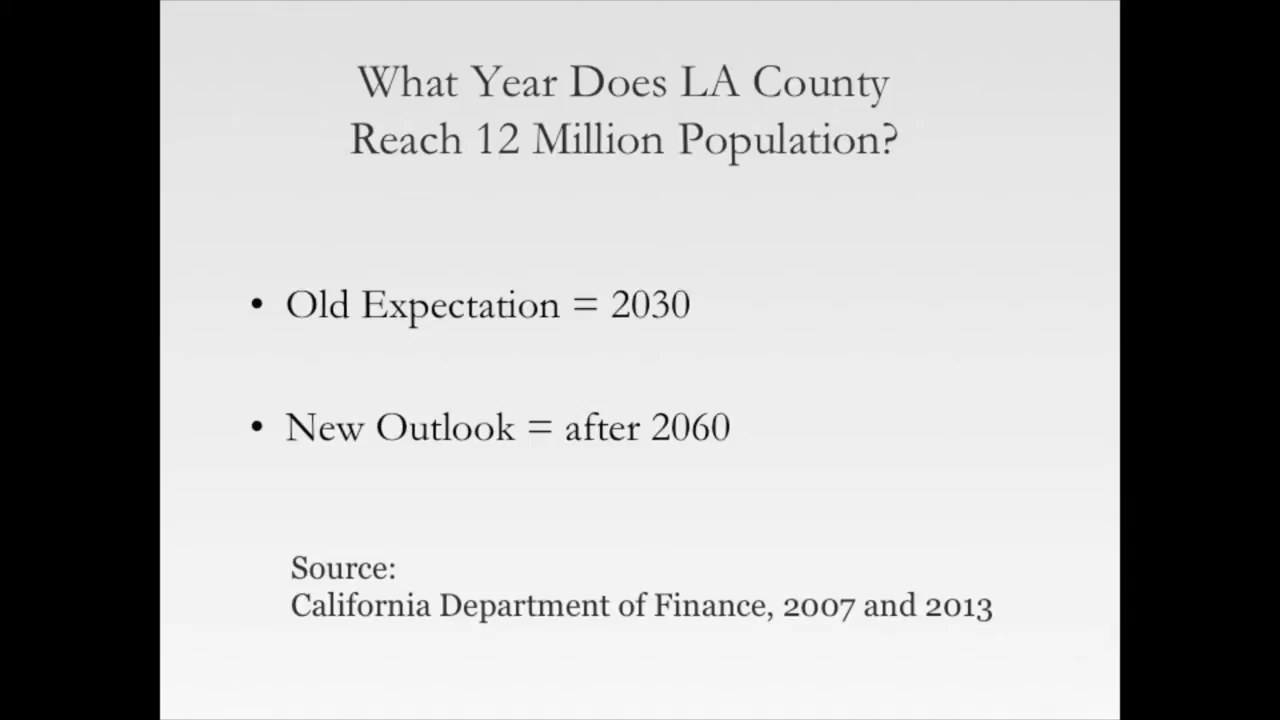 What Year Does LA County
Reach 12 Million Population?
• Old Expectation = 2030
• New Outlook = after 2060
Source:
California Department of Finance, 2007 and 2013